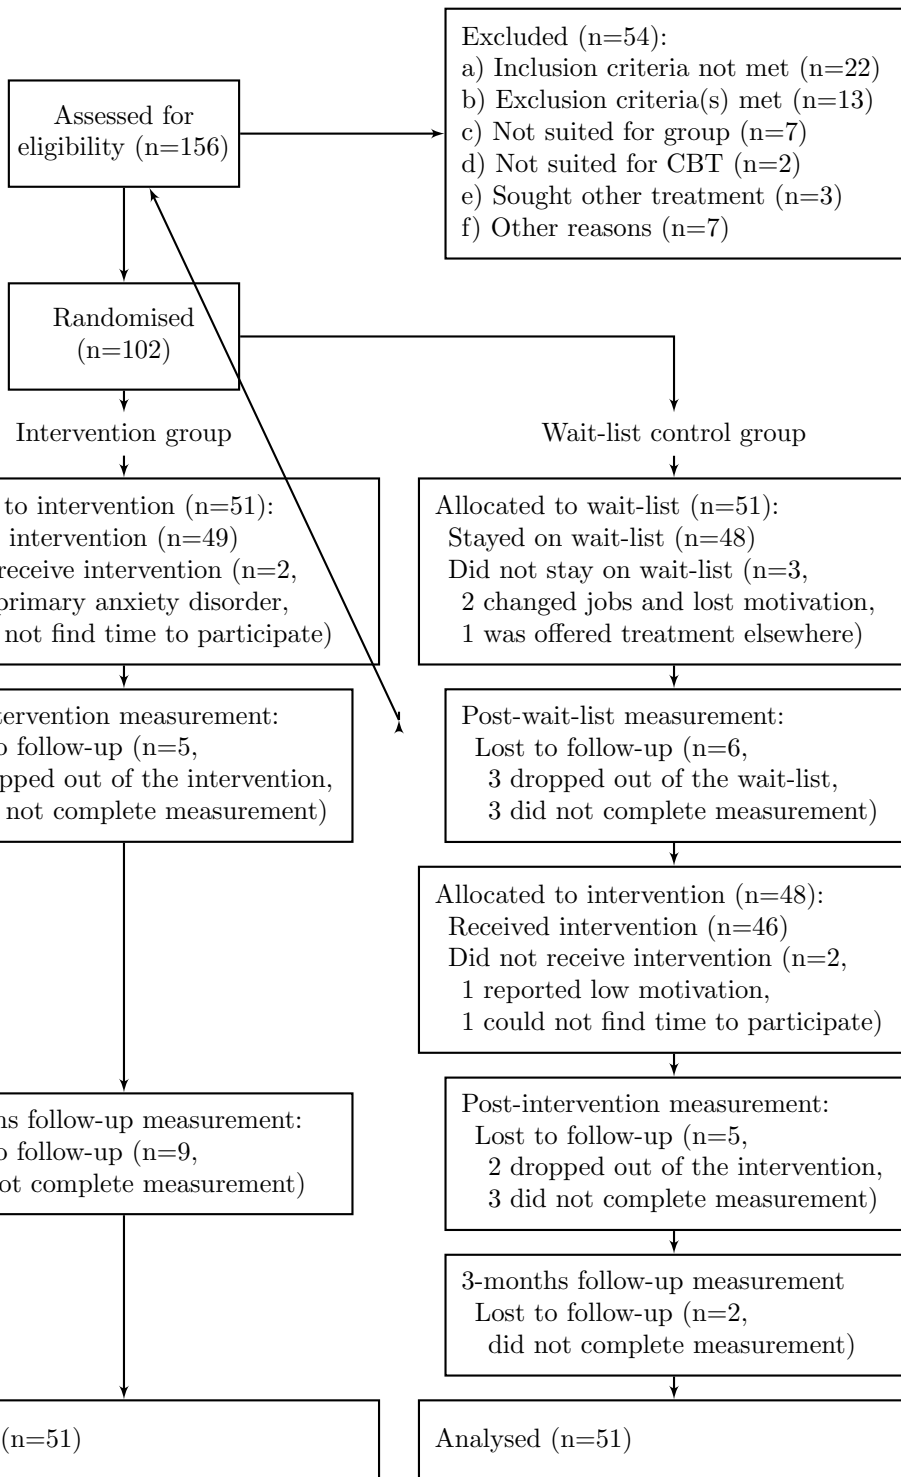 Assessed for
eligibility (n=156)
Excluded (n=54):
a) Inclusion criteria not met (n=22)
b) Exclusion criteria(s) met (n=13)
c) Not suited for group (n=7)
d) Not suited for CBT (n=2)
e) Sought other treatment (n=3)
f) Other reasons (n=7)
Randomised
(n=102)
Intervention group
to intervention (n=51):
intervention (n=49)
receive intervention (n=2,
primary anxiety disorder,
not find time to participate)
measurement:
follow-up (n=5,
out of the intervention,
not complete measurement)
follow-up measurement:
follow-up (n=9,
complete measurement)
(n=51)
Wait-list control group
Allocated to wait-list (n=51):
Stayed on wait-list (n=48)
Did not stay on wait-list (n=3,
2 changed jobs and lost motivation,
1 was offered treatment elsewhere)
Post-wait-list measurement:
Lost to follow-up (n=6,
3 dropped out of the wait-list,
3 did not complete measurement)
Allocated to intervention (n=48):
Received intervention (n=46)
Did not receive intervention (n=2,
1 reported low motivation,
1 could not find time to participate)
Post-intervention measurement:
Lost to follow-up (n=5,
2 dropped out of the intervention,
3 did not complete measurement)
3-months follow-up measurement
Lost to follow-up (n=2,
did not complete measurement)
Analysed (n=51)